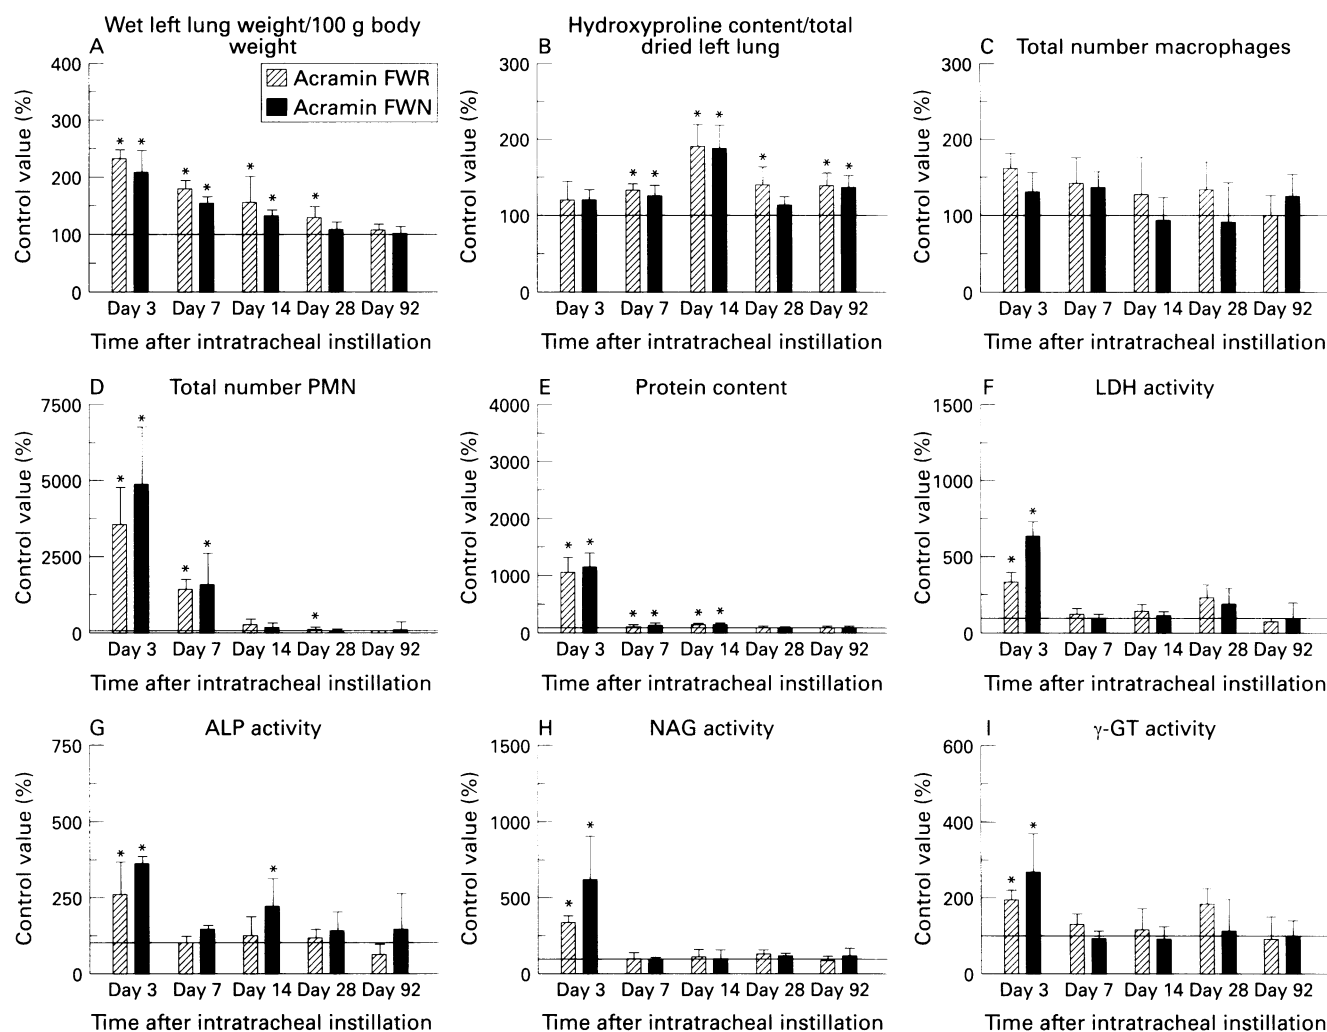 A
Wet left lung weight/100 g body
weight
Control value (%)
400
300
200
100
0
Acramin FWR
Acramin FWN
* *
* *
* *
*
Day 3 Day 7 Day 14 Day 28 Day 92
Time after intratracheal instillation
B
Hydroxyproline content/total
dried left lung
Control value (%)
300
200
100
0
* *
* *
*
* *
Day 3 Day 7 Day 14 Day 28 Day 92
Time after intratracheal instillation
C
Total number macrophages
Control value (%)
300
200
100
0
Day 3 Day 7 Day 14 Day 28 Day 92
Time after intratracheal instillation
D
Total number PMN
Control value (%)
7500
5000
2500
0
* *
* *
*
Day 3 Day 7 Day 14 Day 28 Day 92
Time after intratracheal instillation
E
Protein content
Control value (%)
4000
3000
2000
1000
0
* *
* *
* *
Day 3 Day 7 Day 14 Day 28 Day 92
Time after intratracheal instillation
F
LDH activity
Control value (%)
1500
1000
500
0
* *
Day 3 Day 7 Day 14 Day 28 Day 92
Time after intratracheal instillation
G
ALP activity
Control value (%)
750
500
250
0
* *
*
Day 3 Day 7 Day 14 Day 28 Day 92
Time after intratracheal instillation
H
NAG activity
Control value (%)
1500
1000
500
0
* *
Day 3 Day 7 Day 14 Day 28 Day 92
Time after intratracheal instillation
I
γ-GT activity
Control value (%)
600
400
200
0
* *
Day 3 Day 7 Day 14 Day 28 Day 92
Time after intratracheal instillation